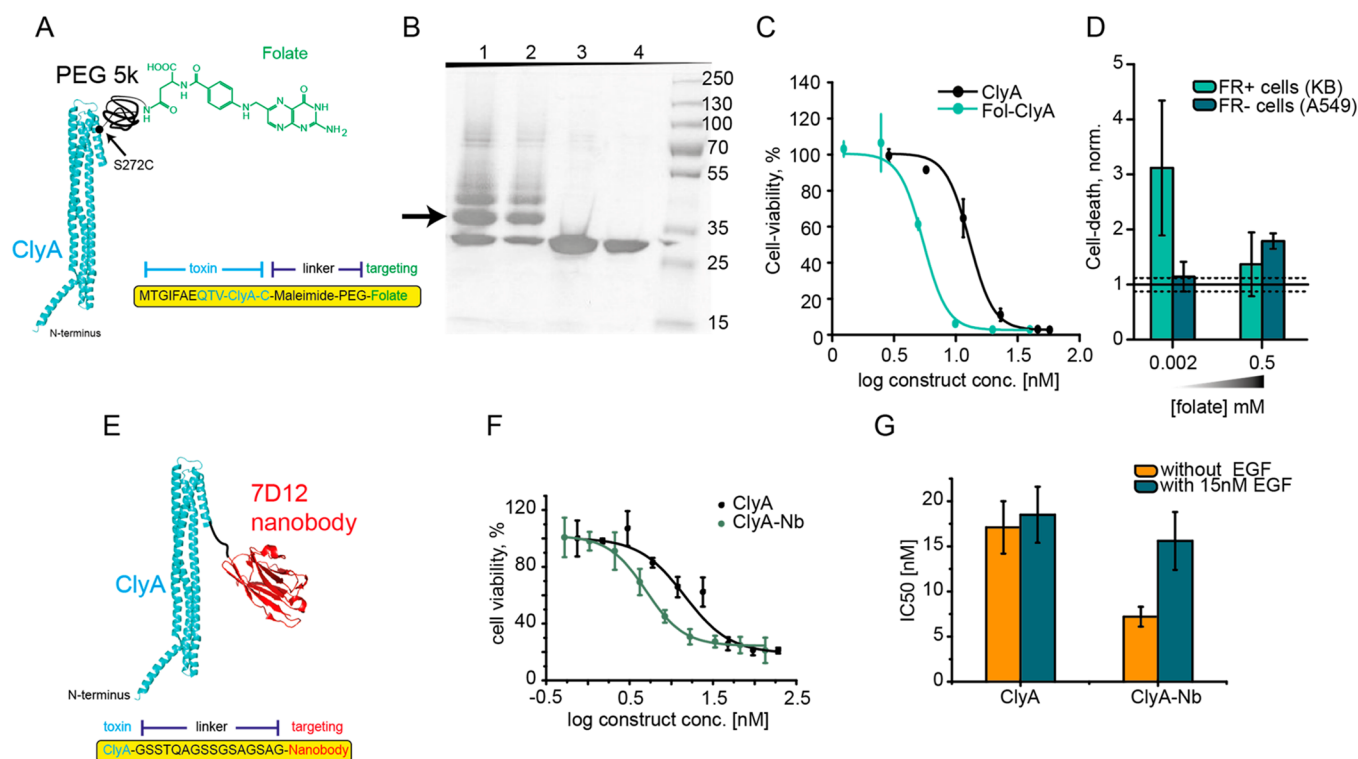 A
PEG 5k
Folate
HOOC
O
N
H
NH
O
N
H
N
N
N
O
NH
N
NH2
S272C
ClyA
toxin
linker
targeting
MTGIFAEQTV-ClyA-C-Maleimide-PEG-Folate
N-terminus
B
1 2 3 4
250
130
100
70
55
35
25
15
C
ClyA
Fol-ClyA
140
120
100
80
60
40
20
0
Cell-viability, %
0 0.5 1.0 1.5 2.0
log construct conc. [nM]
D
FR+ cells (KB)
FR- cells (A549)
5
4
3
2
1
0
Cell-death, norm.
0.002 0.5
[folate] mM
E
7D12
nanobody
ClyA
N-terminus
toxin linker targeting
ClyA-GSSTQAGSSGSAGSAG-Nanobody
F
ClyA
ClyA-Nb
120
80
40
0
cell viability, %
-0.5 0.5 1.5 2.5
log construct conc. [nM]
G
without EGF
with 15nM EGF
20
15
10
5
0
IC50 [nM]
ClyA ClyA-Nb